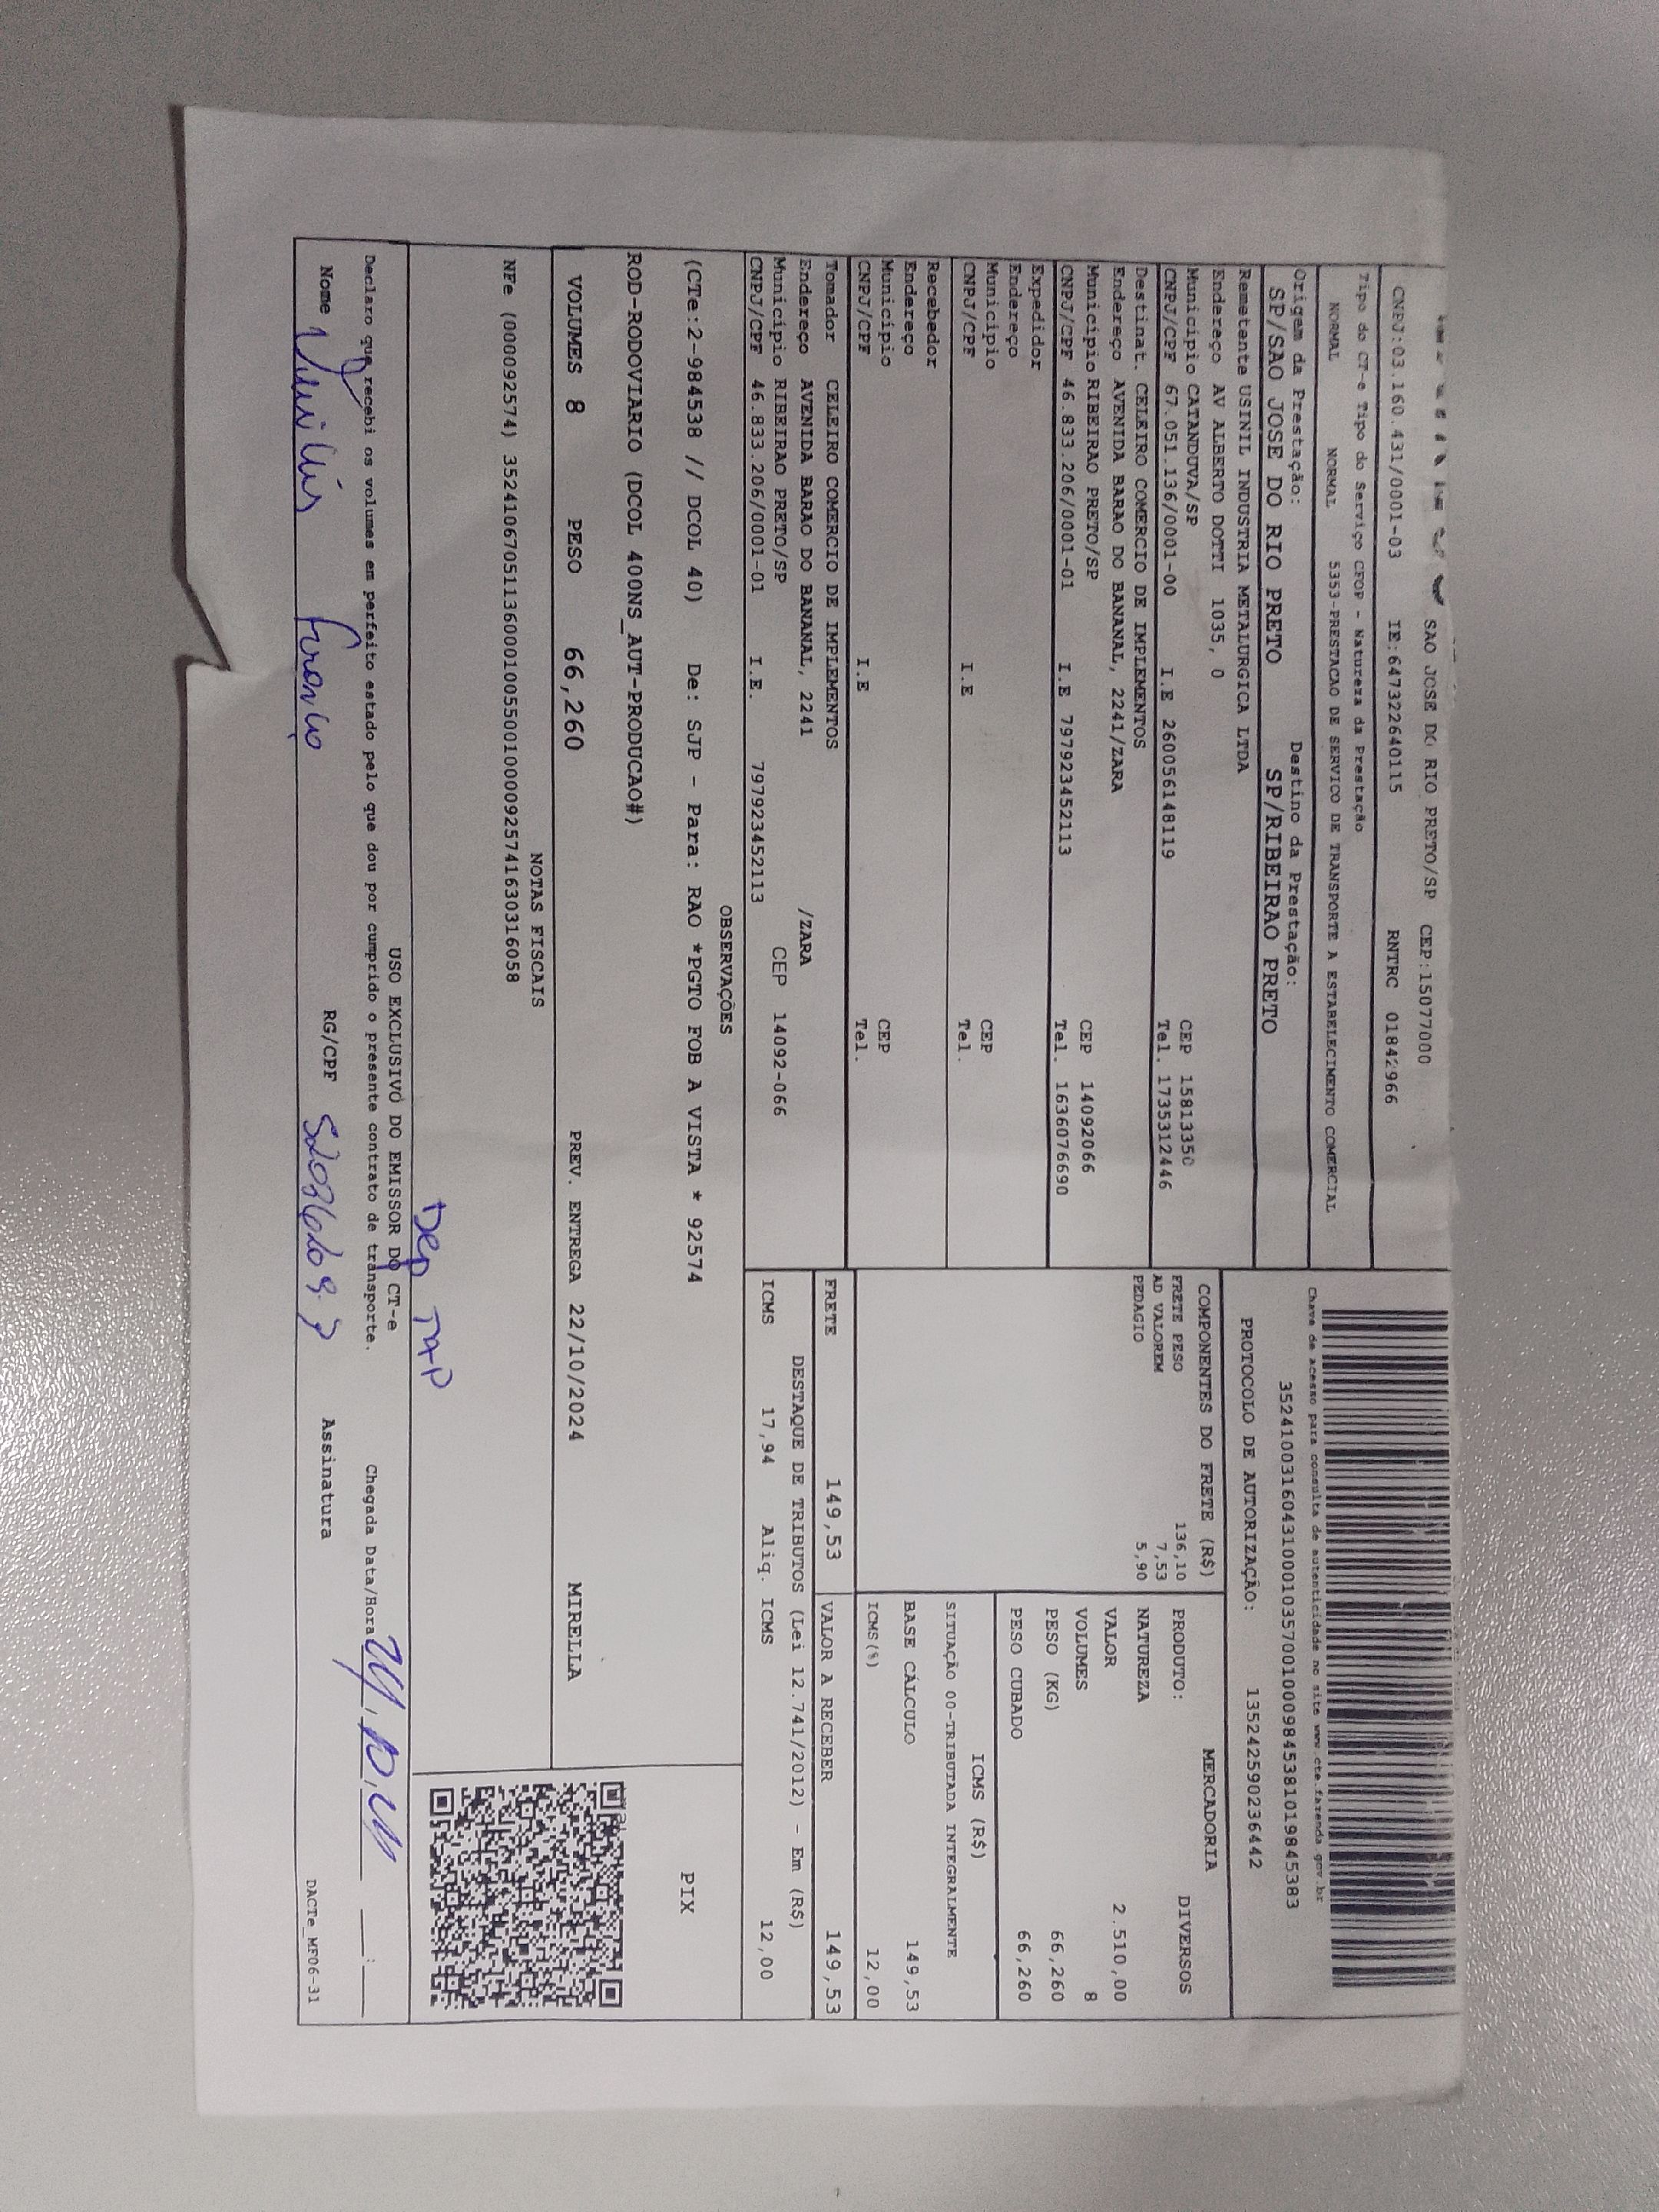 SAO JOSE DO RIO PRETO/SP CEP:15077000
CNPJ:03.160.431/0001-03 IE:647322640115 RNTRC 01842966
Tipo do CT-e Tipo do Serviço CFOP - Natureza da Prestação
NORMAL NORMAL 5353-PRESTACAO DE SERVICO DE TRANSPORTE A ESTABELECIMENTO COMERCIAL
Origem da Prestação: Destino da Prestação:
SP/SAO JOSE DO RIO PRETO SP/RIBEIRAO PRETO
Remetente USINIL INDUSTRIA METALURGICA LTDA
Endereço AV ALBERTO DOTTI 1035, 0
Município CATANDUVA/SP CEP 15813350
CNPJ/CPF 67.051.136/0001-00 I.E 260056148119 Tel. 1735312446
Destinat. CELEIRO COMERCIO DE IMPLEMENTOS
Endereço AVENIDA BARAO DO BANANAL, 2241/ZARA
Município RIBEIRAO PRETO/SP CEP 14092066
CNPJ/CPF 46.833.206/0001-01 I.E 797923452113 Tel. 1636076690
Expedidor
Endereço
Município CEP
CNPJ/CPF I.E Tel.
Recebedor
Endereço
Município CEP
CNPJ/CPF I.E Tel.
Tomador CELEIRO COMERCIO DE IMPLEMENTOS
Endereço AVENIDA BARAO DO BANANAL, 2241 /ZARA
Município RIBEIRAO PRETO/SP CEP 14092-066
CNPJ/CPF 46.833.206/0001-01 I.E. 797923452113
Chave de acesso para consulta de autenticidade no site www.cte.fazenda.gov.br
35241003160431000103570010009845381019845383
PROTOCOLO DE AUTORIZAÇÃO: 135242590236442
COMPONENTES DO FRETE (R$)
FRETE PESO 136,10
AD VALOREM 7,53
PEDAGIO 5,90
MERCADORIA
PRODUTO: DIVERSOS
NATUREZA
VALOR 2.510,00
VOLUMES 8
PESO (KG) 66,260
PESO CUBADO 66,260
ICMS (R$)
SITUAÇÃO 00-TRIBUTADA INTEGRALMENTE
BASE CÁLCULO 149,53
ICMS(%) 12,00
FRETE 149,53 VALOR A RECEBER 149,53
DESTAQUE DE TRIBUTOS (Lei 12.741/2012) - Em (R$)
ICMS 17,94 Aliq. ICMS 12,00
OBSERVAÇÕES
(CTe:2-984538 // DCOL 40) De: SJP - Para: RAO *PGTO FOB A VISTA * 92574
ROD-RODOVIARIO (DCOL 400NS_AUT-PRODUCAO#)
PIX
VOLUMES 8 PESO 66,260 PREV. ENTREGA 22/10/2024 MIRELLA
NOTAS FISCAIS
NFe (000092574) 35241067051136000100550010000925741630316058
Dep
USO EXCLUSIVO DO EMISSOR DO CT-e
Declaro que recebi os volumes em perfeito estado pelo que dou por cumprido o presente contrato de transporte. Chegada Data/Hora
Nome RG/CPF Assinatura
DACTe_MF06-31